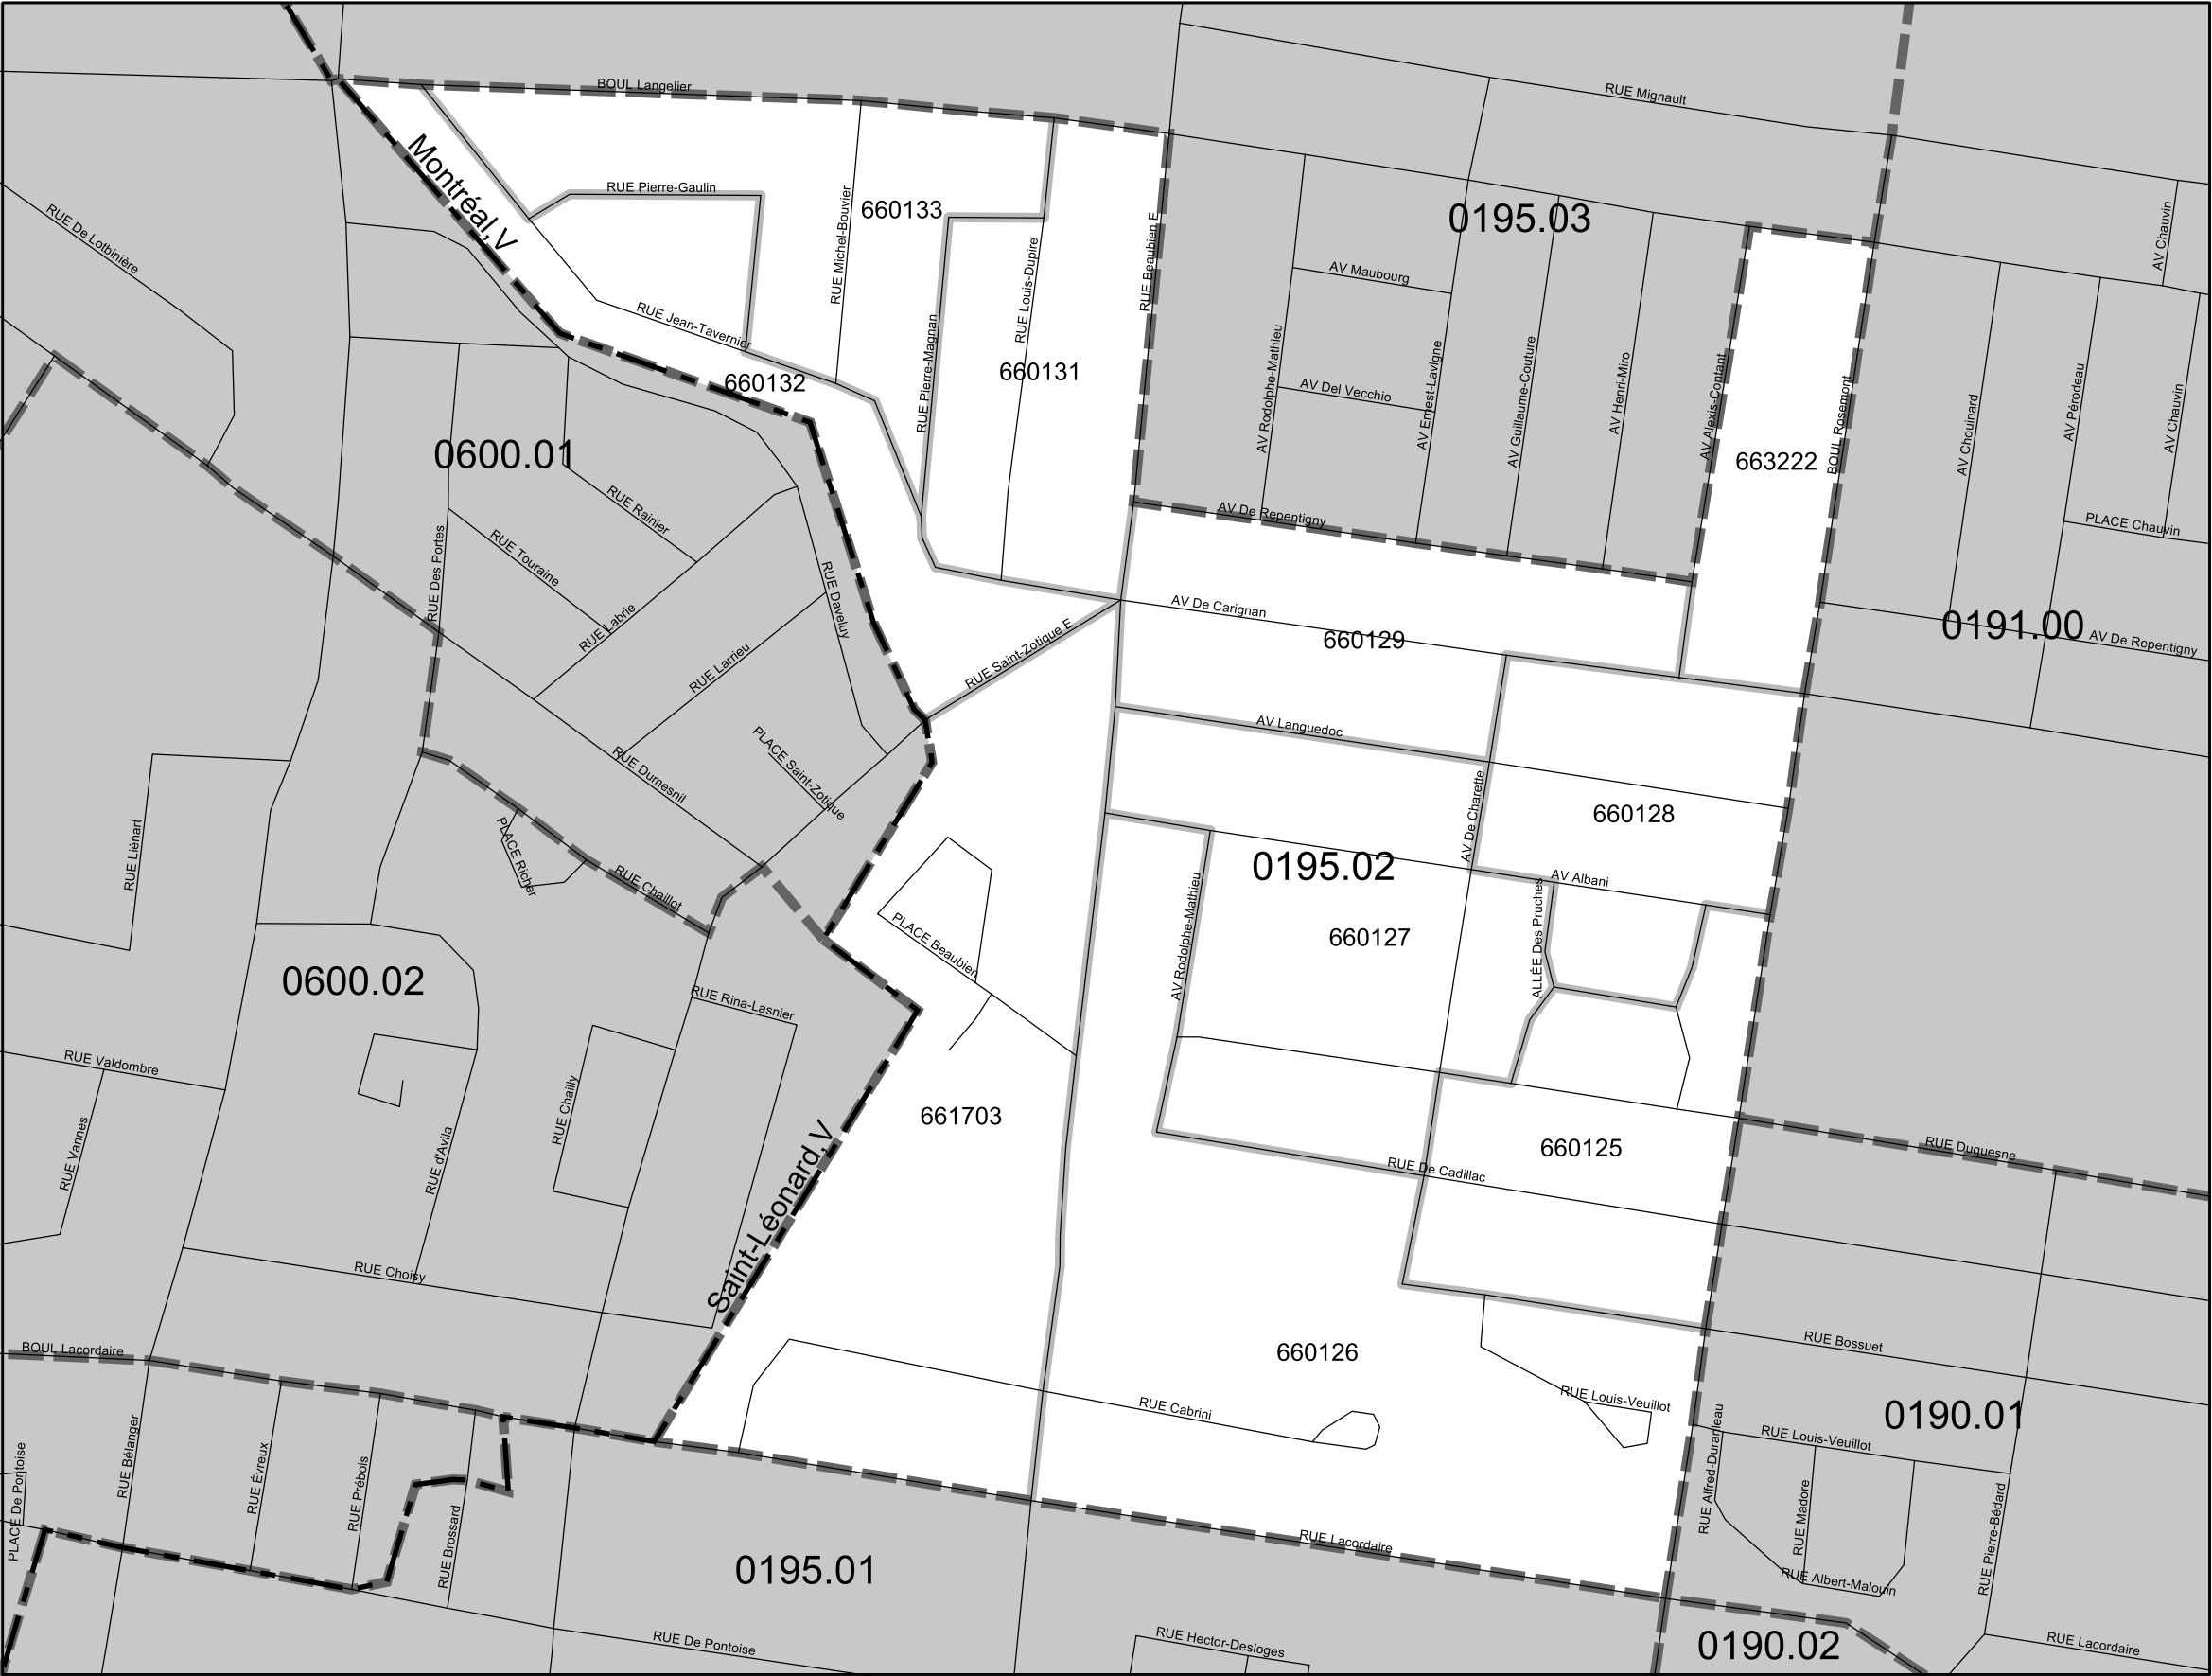 BOUL Langelier
RUE Mignault
Montréal,V
RUE Pierre-Gaulin
RUE Michel-Bouvier
660133
0195.03
RUE De Lotbinière
RUE Beaubien E
AV Chauvin
RUE Louis-Dupire
AV Maubourg
RUE Jean-Tavernier
RUE Pierre-Magnan
660131
660132
AV Rodolphe-Mathieu
AV Del Vecchio
AV Ernest-Lavigne
AV Guillaume-Couture
AV Henri-Miro
AV Alexis-Contant
663222
BOUL Rosemont
AV Chouinard
AV Pérodeau
AV Chauvin
0600.01
RUE Rainier
AV De Repentigny
PLACE Chauvin
RUE Des Portes
RUE Touraine
RUE Labrie
RUE Daveluy
AV De Carignan
660129
0191.00
AV De Repentigny
RUE Larrieu
RUE Saint-Zotique E
AV Languedoc
PLACE Saint-Zotique
RUE Dumesnil
660128
AV De Charette
RUE Liénart
PLACE Richer
RUE Chaillot
0195.02
AV Albani
AV Rodolphe-Mathieu
660127
ALLÉE Des Pruches
PLACE Beaubien
0600.02
RUE Rina-Lasnier
RUE Valdombre
RUE Vannes
RUE Chailly
RUE d'Avila
661703
660125
RUE Duquesne
Saint-Léonard,V
RUE De Cadillac
RUE Choisy
BOUL Lacordaire
660126
RUE Bossuet
RUE Cabrini
RUE Louis-Veuillot
0190.01
RUE Alfred-Duranleau
RUE Louis-Veuillot
RUE Bélanger
RUE Évreux
RUE Prébois
RUE Brossard
PLACE De Pontoise
RUE Madore
RUE Pierre-Bédard
RUE Lacordaire
0195.01
RUE Albert-Malouin
RUE De Pontoise
RUE Hector-Desloges
0190.02
RUE Lacordaire